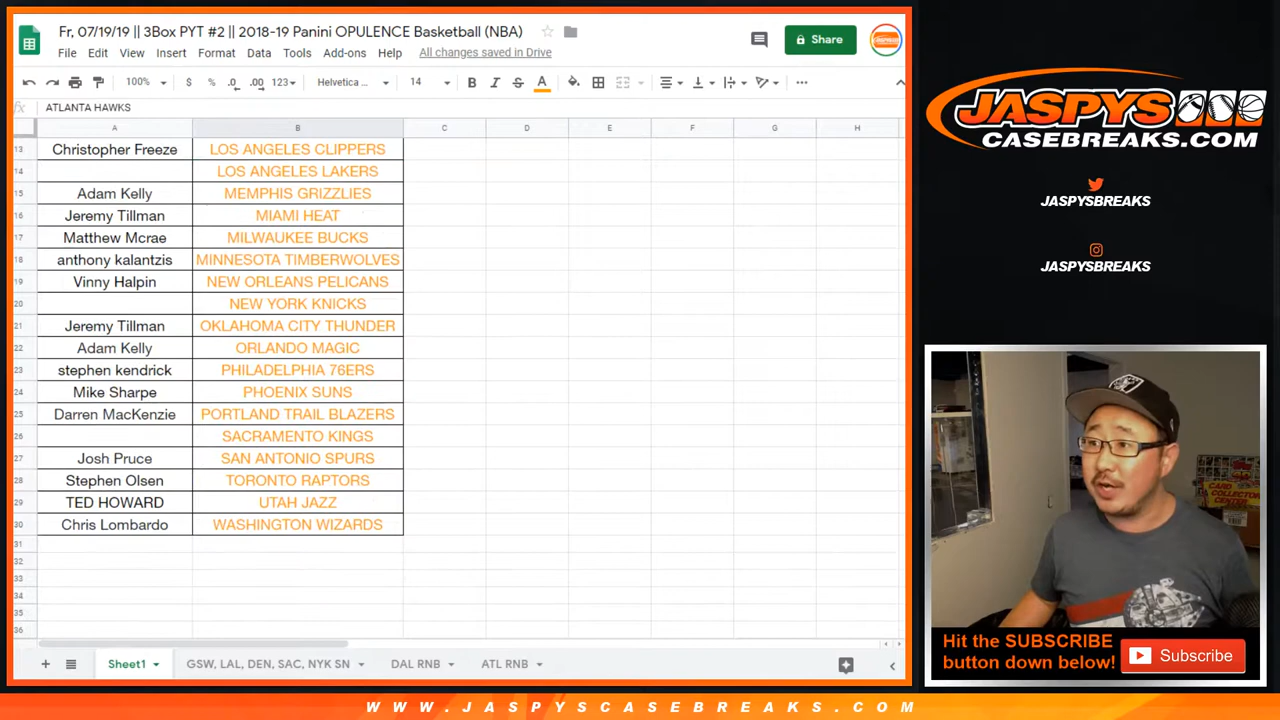 Fr, 07/19/19 || 3Box PYT #2 || 2018-19 Panini OPULENCE Basketball (NBA)
File Edit View Insert Format Data Tools Add-ons Help All changes saved in Drive
Share
100% $ % .0 .00 123 Helvetica ... 14 B I S A
fx ATLANTA HAWKS
A B C D E F G H
13 Christopher Freeze LOS ANGELES CLIPPERS
14 LOS ANGELES LAKERS
15 Adam Kelly MEMPHIS GRIZZLIES
16 Jeremy Tillman MIAMI HEAT
17 Matthew Mcrae MILWAUKEE BUCKS
18 anthony kalantzis MINNESOTA TIMBERWOLVES
19 Vinny Halpin NEW ORLEANS PELICANS
20 NEW YORK KNICKS
21 Jeremy Tillman OKLAHOMA CITY THUNDER
22 Adam Kelly ORLANDO MAGIC
23 stephen kendrick PHILADELPHIA 76ERS
24 Mike Sharpe PHOENIX SUNS
25 Darren MacKenzie PORTLAND TRAIL BLAZERS
26 SACRAMENTO KINGS
27 Josh Pruce SAN ANTONIO SPURS
28 Stephen Olsen TORONTO RAPTORS
29 TED HOWARD UTAH JAZZ
30 Chris Lombardo WASHINGTON WIZARDS
31
32
33
34
35
36
Sheet1 GSW, LAL, DEN, SAC, NYK SN DAL RNB ATL RNB
JASPYS
CASEBREAKS.COM
JASPYSBREAKS
JASPYSBREAKS
CARD
COLLECTOR
CENTER
Hit the SUBSCRIBE
button down below!
Subscribe
WWW.JASPYSCASEBREAKS.COM